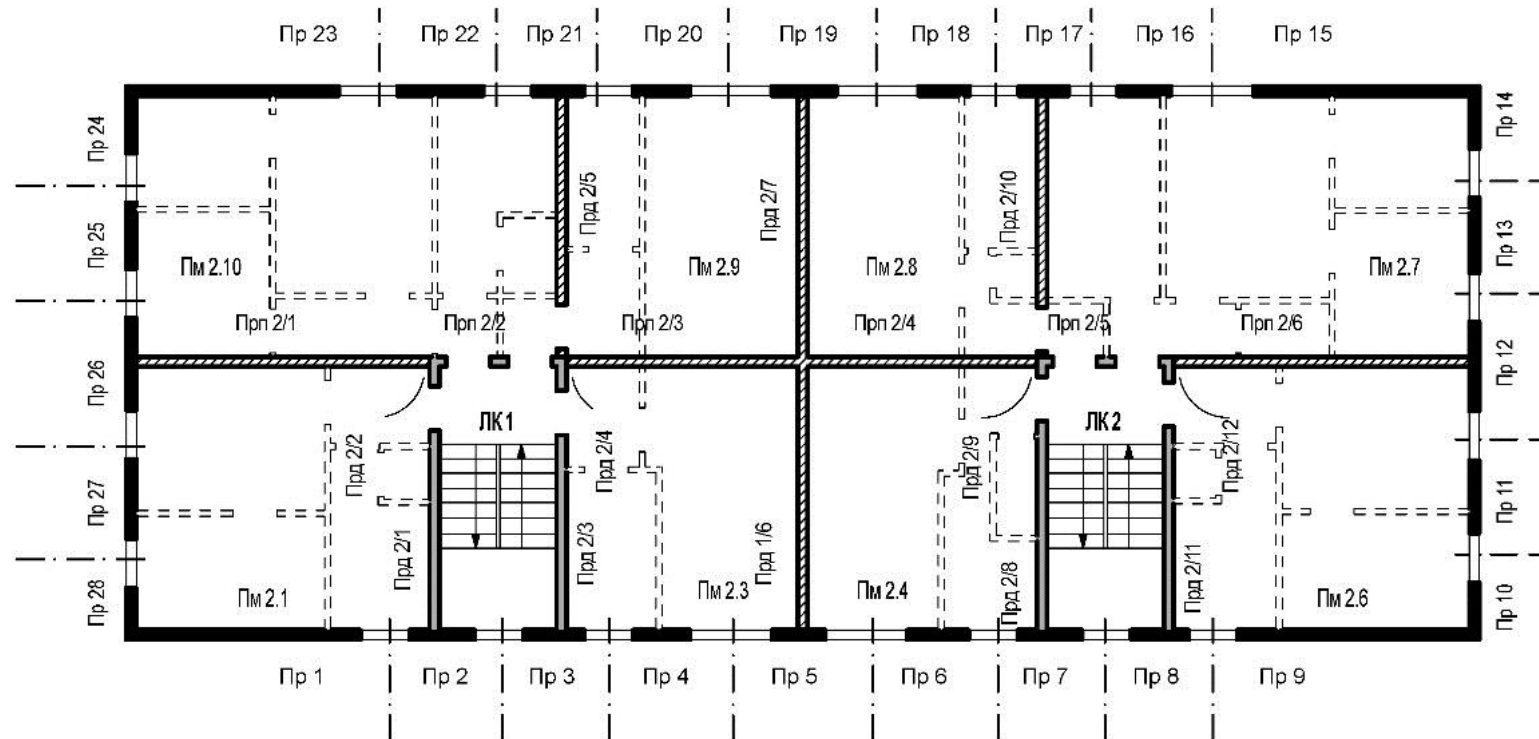 Пр 23 Пр 22 Пр 21 Пр 20 Пр 19 Пр 18 Пр 17 Пр 16 Пр 15
Пр 24
Пр 14
Прд 2/5
Прд 2/7
Прд 2/10
Пр 25
Пр 13
Пм 2.10 Пм 2.9 Пм 2.8 Пм 2.7
Прп 2/1 Прп 2/2 Прп 2/3 Прп 2/4 Прп 2/5 Прп 2/6
Пр 26
Пр 12
ЛК 1 ЛК 2
Прд 2/2
Прд 2/4
Прд 2/9
Прд 2/12
Пр 27
Пр 11
Прд 2/1
Прд 2/3
Прд 1/6
Прд 2/8
Прд 2/11
Пр 28
Пр 10
Пм 2.1 Пм 2.3 Пм 2.4 Пм 2.6
Пр 1 Пр 2 Пр 3 Пр 4 Пр 5 Пр 6 Пр 7 Пр 8 Пр 9